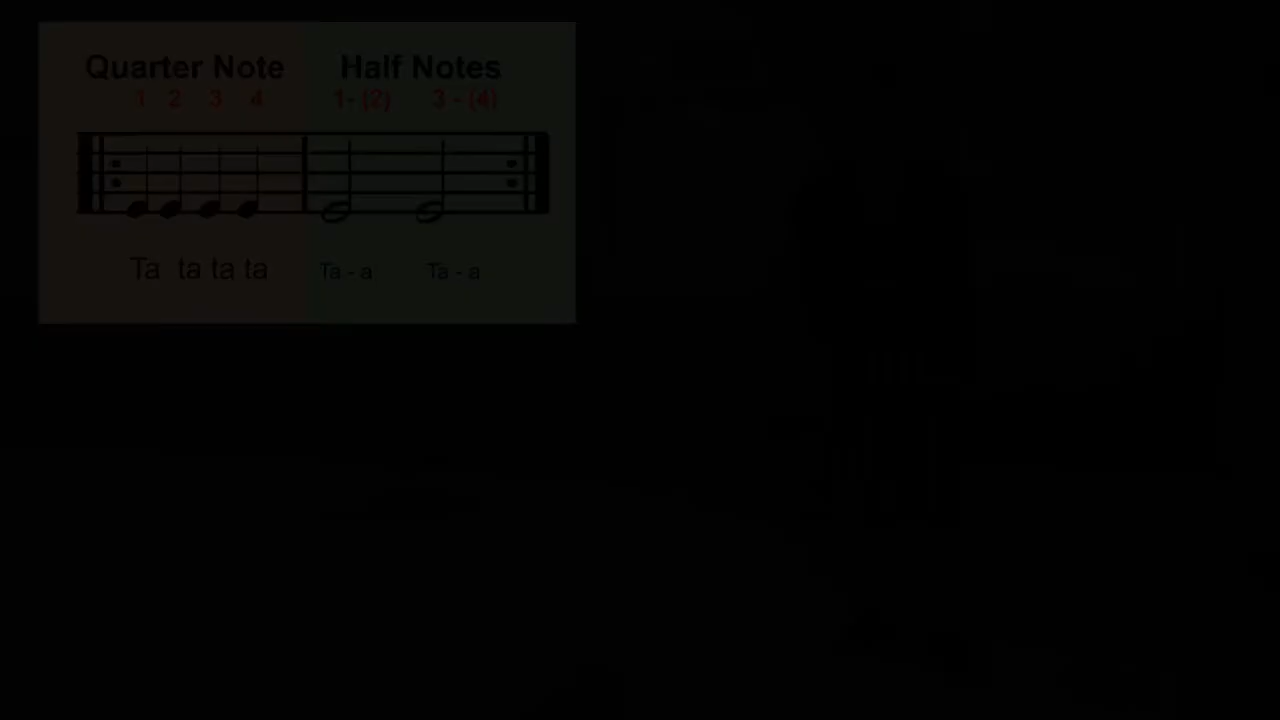 Quarter Note Half Notes
1 2 3 4 1- (2) 3 - (4)
Ta ta ta ta Ta - a Ta - a